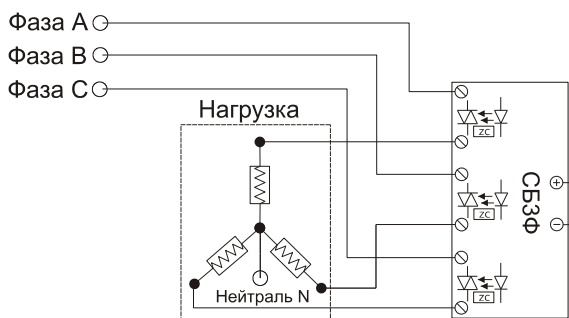 Фаза A
Фаза B
Фаза C
Нагрузка
Нейтраль N
ZC
ZC
ZC
СБ3Ф
+
−